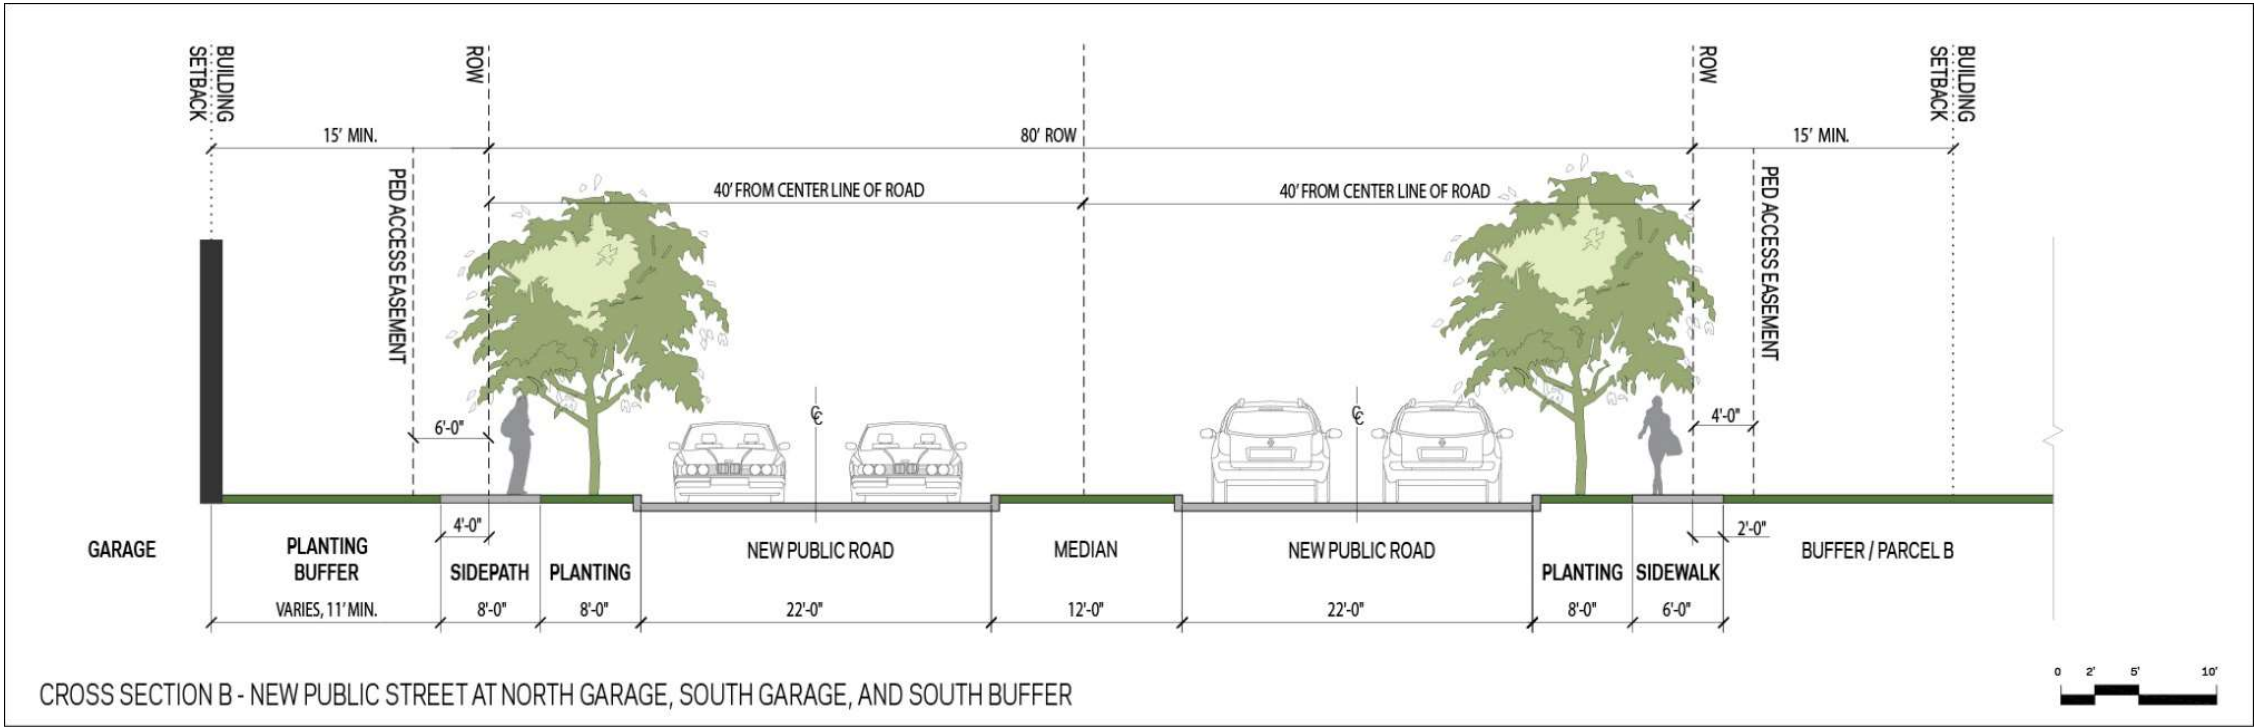 BUILDING
SETBACK
ROW
ROW
BUILDING
SETBACK
15' MIN.
80' ROW
15' MIN.
PED ACCESS EASEMENT
40' FROM CENTER LINE OF ROAD
40' FROM CENTER LINE OF ROAD
PED ACCESS EASEMENT
6'-0"
℄
℄
4'-0"
4'-0"
2'-0"
GARAGE
PLANTING
BUFFER
SIDEPATH
PLANTING
NEW PUBLIC ROAD
MEDIAN
NEW PUBLIC ROAD
PLANTING
SIDEWALK
BUFFER / PARCEL B
VARIES, 11' MIN.
8'-0"
8'-0"
22'-0"
12'-0"
22'-0"
8'-0"
6'-0"
CROSS SECTION B - NEW PUBLIC STREET AT NORTH GARAGE, SOUTH GARAGE, AND SOUTH BUFFER
0 2' 5' 10'